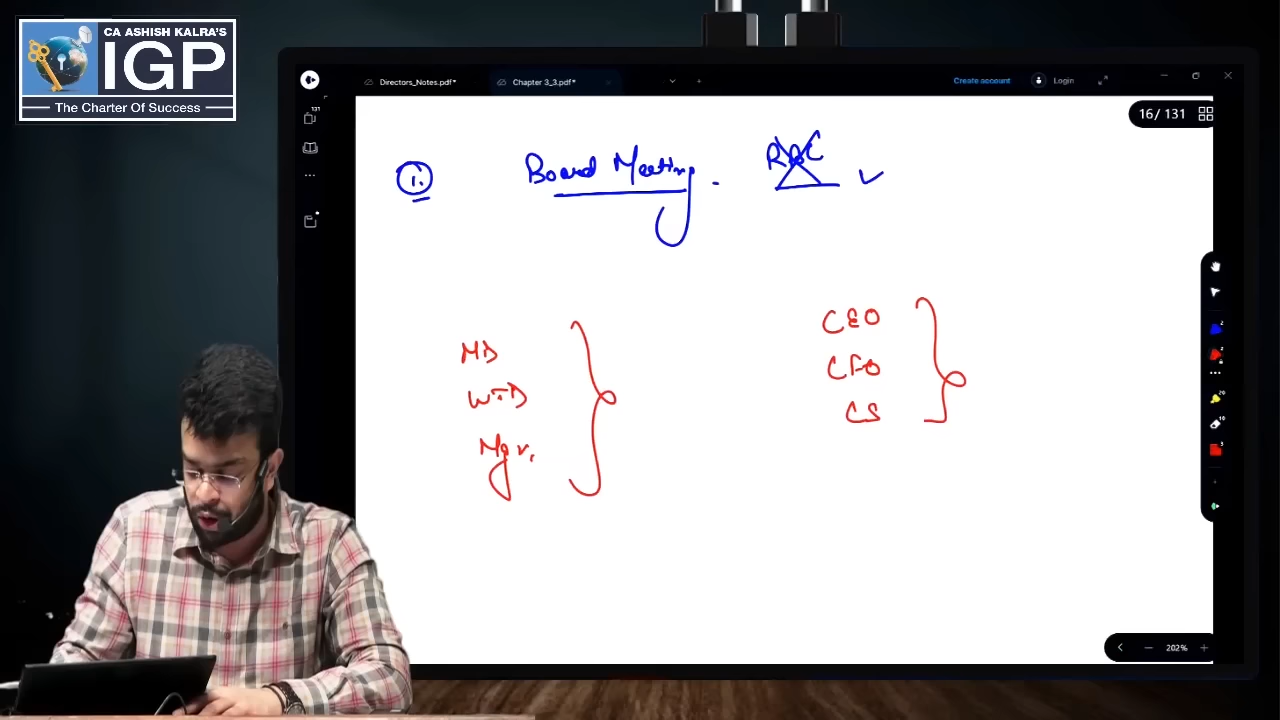 CA ASHISH KALRA'S
IGP
The Charter Of Success
Directors_Notes.pdf*
Chapter 3_3.pdf*
Create account
Login
131
16/ 131
1.
Board Meeting.
MD
WTD
Mgr.
CEO
CFO
CS
202%